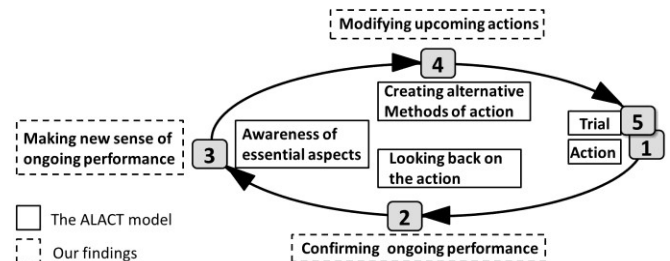 Modifying upcoming actions
4
Creating alternative
Methods of action
Trial
5
Making new sense of
ongoing performance
3
Awareness of
essential aspects
Looking back on
the action
Action
1
The ALACT model
2
Our findings
Confirming ongoing performance